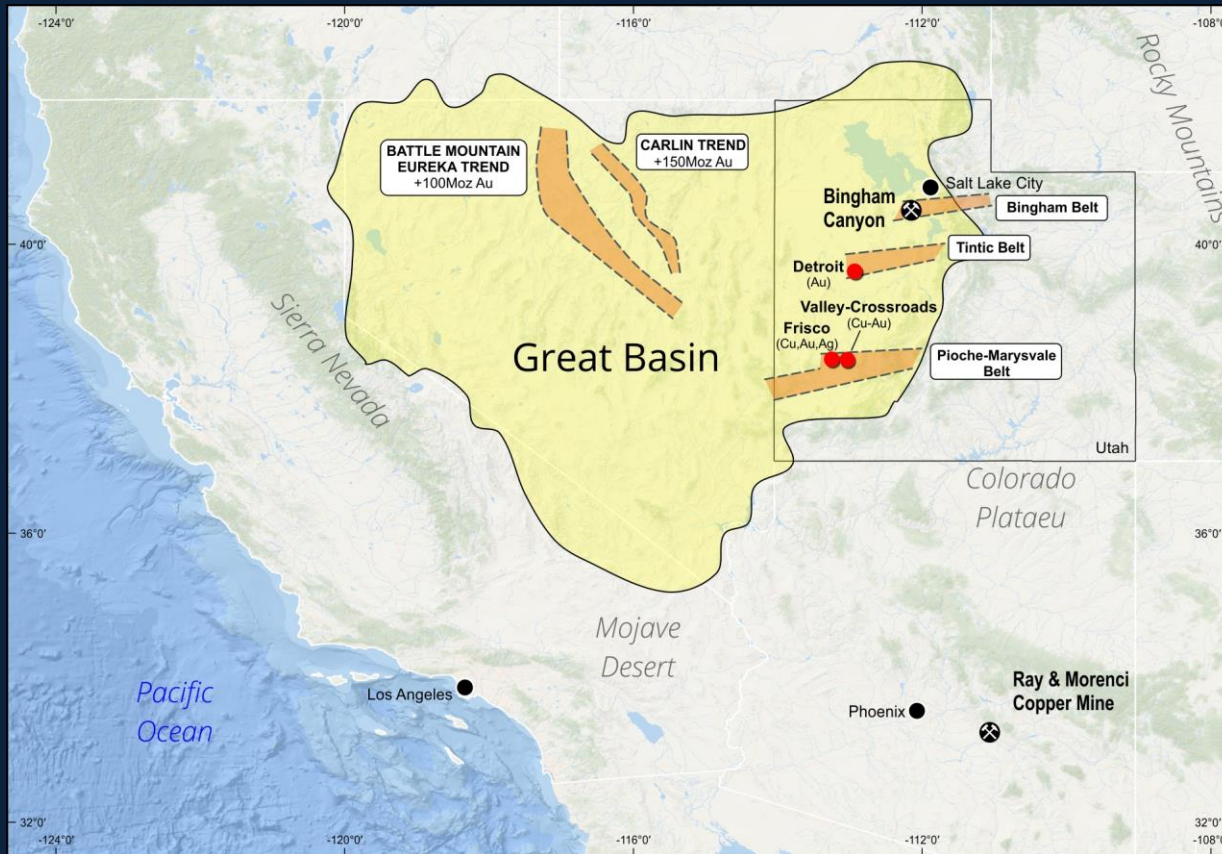 -124°0'
-120°0'
-116°0'
-112°0'
-108°0'
Rocky Mountains
BATTLE MOUNTAIN
EUREKA TREND
+100Moz Au
CARLIN TREND
+150Moz Au
Salt Lake City
Bingham
Canyon
Bingham Belt
40°0'
40°0'
Tintic Belt
Detroit
(Au)
Valley-Crossroads
(Cu-Au)
Frisco
(Cu,Au,Ag)
Sierra Nevada
Great Basin
Pioche-Marysvale
Belt
Utah
Colorado
Plataeu
36°0'
36°0'
Mojave
Desert
Los Angeles
Pacific
Ocean
Phoenix
Ray & Morenci
Copper Mine
32°0'
32°0'
-124°0'
-120°0'
-116°0'
-112°0'
-108°0'